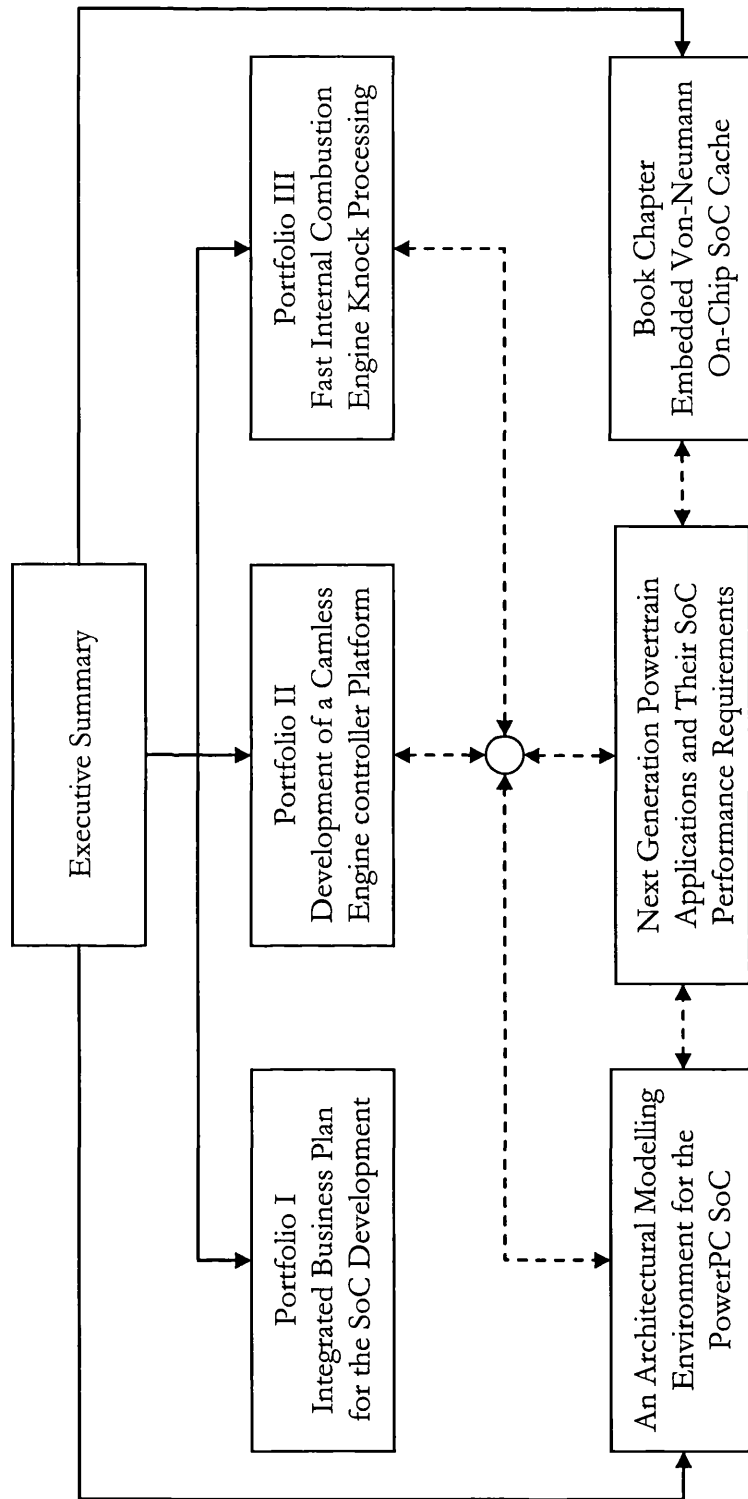 Executive Summary
Portfolio I
Integrated Business Plan
for the SoC Development
Portfolio II
Development of a Camless
Engine controller Platform
Portfolio III
Fast Internal Combustion
Engine Knock Processing
An Architectural Modelling
Environment for the
PowerPC SoC
Next Generation Powertrain
Applications and Their SoC
Performance Requirements
Book Chapter
Embedded Von-Neumann
On-Chip SoC Cache